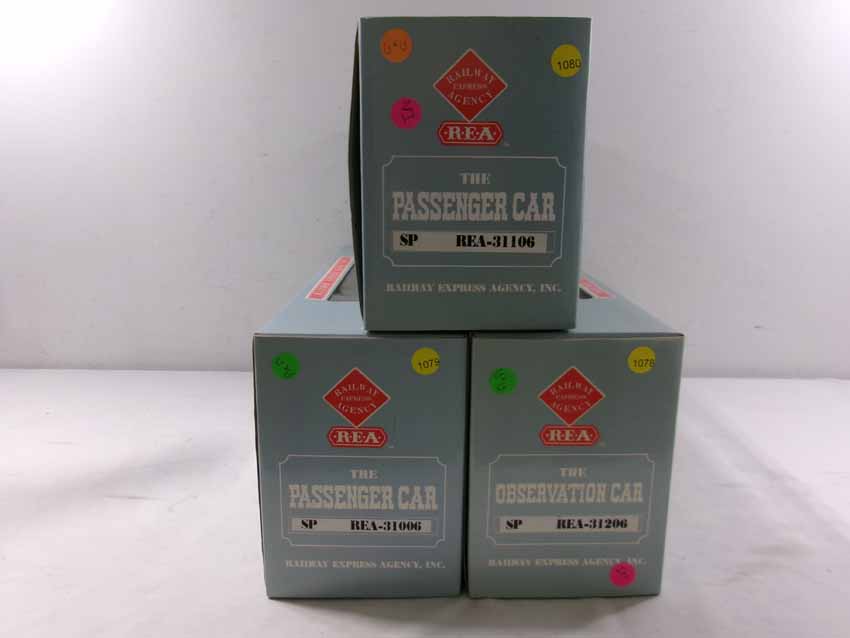 1080
RAILWAY
EXPRESS
AGENCY
R·E·A
THE
PASSENGER CAR
SP REA-31106
RAILWAY EXPRESS AGENCY, INC.
1079
RAILWAY
EXPRESS
AGENCY
R·E·A
THE
PASSENGER CAR
SP REA-31006
RAILWAY EXPRESS AGENCY, INC.
1078
RAILWAY
EXPRESS
AGENCY
R·E·A
THE
OBSERVATION CAR
SP REA-31206
RAILWAY EXPRESS AGENCY, INC.